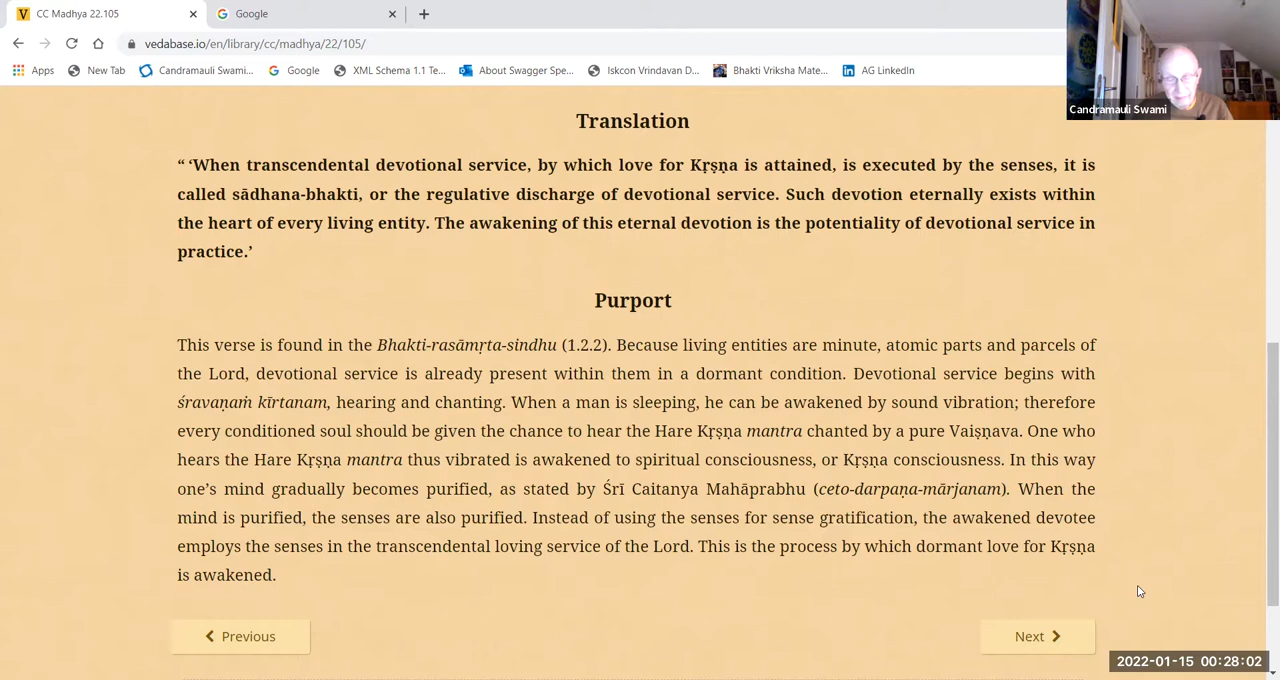 CC Madhya 22.105
Google
vedabase.io/en/library/cc/madhya/22/105/
Apps New Tab Candramauli Swami... Google XML Schema 1.1 Te... About Swagger Spe... Iskcon Vrindavan D... Bhakti Vriksha Mate... AG LinkedIn
Candramauli Swami
Translation
“ ‘When transcendental devotional service, by which love for Kṛṣṇa is attained, is executed by the senses, it is
called sādhana-bhakti, or the regulative discharge of devotional service. Such devotion eternally exists within
the heart of every living entity. The awakening of this eternal devotion is the potentiality of devotional service in
practice.’
Purport
This verse is found in the Bhakti-rasāmṛta-sindhu (1.2.2). Because living entities are minute, atomic parts and parcels of
the Lord, devotional service is already present within them in a dormant condition. Devotional service begins with
śravaṇaṁ kīrtanam, hearing and chanting. When a man is sleeping, he can be awakened by sound vibration; therefore
every conditioned soul should be given the chance to hear the Hare Kṛṣṇa mantra chanted by a pure Vaiṣṇava. One who
hears the Hare Kṛṣṇa mantra thus vibrated is awakened to spiritual consciousness, or Kṛṣṇa consciousness. In this way
one’s mind gradually becomes purified, as stated by Śrī Caitanya Mahāprabhu (ceto-darpaṇa-mārjanam). When the
mind is purified, the senses are also purified. Instead of using the senses for sense gratification, the awakened devotee
employs the senses in the transcendental loving service of the Lord. This is the process by which dormant love for Kṛṣṇa
is awakened.
Previous
Next
2022-01-15 00:28:02